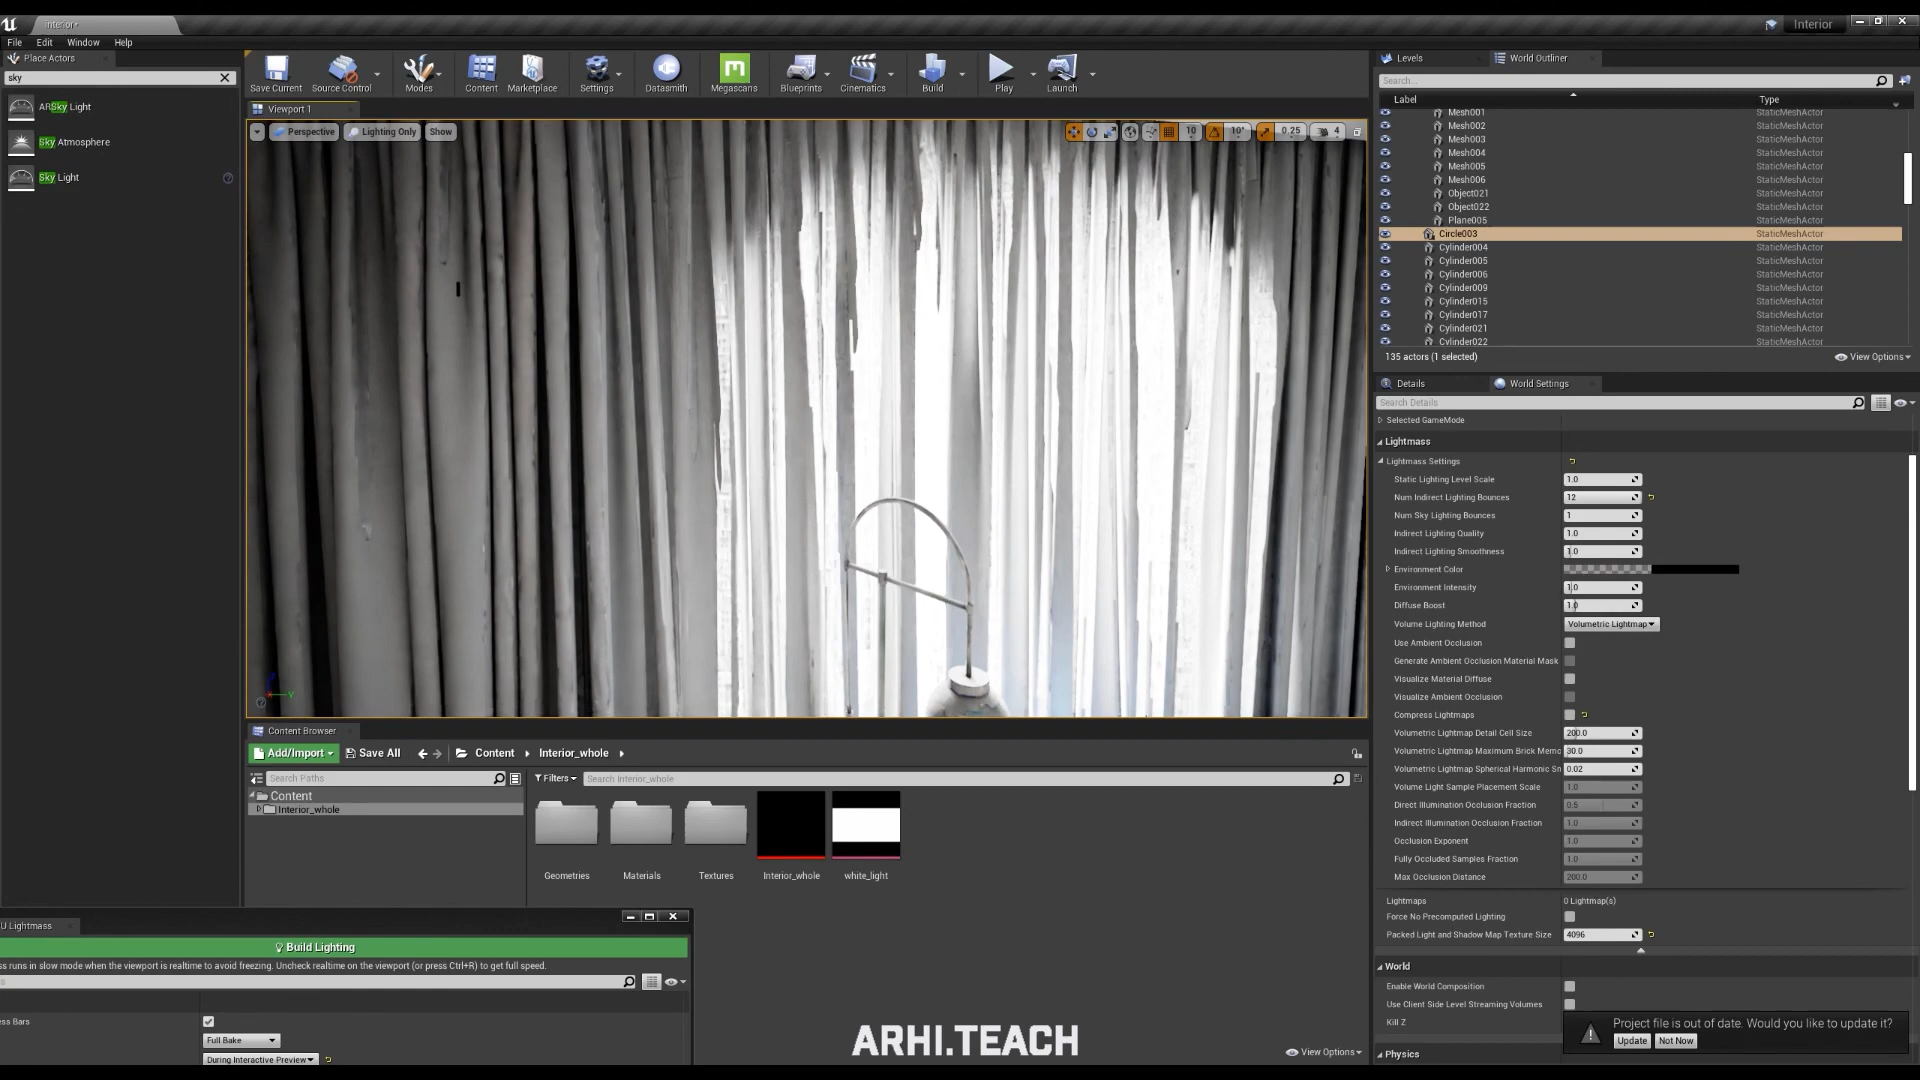 interior•
Interior
File Edit Window Help
Place Actors
sky
ARSky Light
Sky Atmosphere
Sky Light
Save Current
Source Control
Modes
Content
Marketplace
Settings
Datasmith
Megascans
Blueprints
Cinematics
Build
Play
Launch
Viewport 1
Perspective
Lighting Only
Show
10
10°
0.25
4
Y
Levels
World Outliner
Search...
Label Type
Mesh001 StaticMeshActor
Mesh002 StaticMeshActor
Mesh003 StaticMeshActor
Mesh004 StaticMeshActor
Mesh005 StaticMeshActor
Mesh006 StaticMeshActor
Object021 StaticMeshActor
Object022 StaticMeshActor
Plane005 StaticMeshActor
Circle003 StaticMeshActor
Cylinder004 StaticMeshActor
Cylinder005 StaticMeshActor
Cylinder006 StaticMeshActor
Cylinder009 StaticMeshActor
Cylinder015 StaticMeshActor
Cylinder017 StaticMeshActor
Cylinder021 StaticMeshActor
Cylinder022 StaticMeshActor
135 actors (1 selected)
View Options
Details
World Settings
Search Details
Selected GameMode
Lightmass
Lightmass Settings
Static Lighting Level Scale 1.0
Num Indirect Lighting Bounces 12
Num Sky Lighting Bounces 1
Indirect Lighting Quality 1.0
Indirect Lighting Smoothness 1.0
Environment Color
Environment Intensity 1.0
Diffuse Boost 1.0
Volume Lighting Method Volumetric Lightmap
Use Ambient Occlusion
Generate Ambient Occlusion Material Mask
Visualize Material Diffuse
Visualize Ambient Occlusion
Compress Lightmaps
Volumetric Lightmap Detail Cell Size 200.0
Volumetric Lightmap Maximum Brick Memo 30.0
Volumetric Lightmap Spherical Harmonic Sn 0.02
Volume Light Sample Placement Scale 1.0
Direct Illumination Occlusion Fraction 0.5
Indirect Illumination Occlusion Fraction 1.0
Occlusion Exponent 1.0
Fully Occluded Samples Fraction 1.0
Max Occlusion Distance 200.0
Lightmaps 0 Lightmap(s)
Force No Precomputed Lighting
Packed Light and Shadow Map Texture Size 4096
World
Enable World Composition
Use Client Side Level Streaming Volumes
Kill Z
Physics
Project file is out of date. Would you like to update it?
Update
Not Now
Content Browser
Add/Import
Save All
Content
Interior_whole
Search Paths
Filters
Search Interior_whole
Content
Interior_whole
Geometries
Materials
Textures
Interior_whole
white_light
View Options
U Lightmass
Build Lighting
ss runs in slow mode when the viewport is realtime to avoid freezing. Uncheck realtime on the viewport (or press Ctrl+R) to get full speed.
ess Bars
Full Bake
During Interactive Preview
ARHI.TEACH